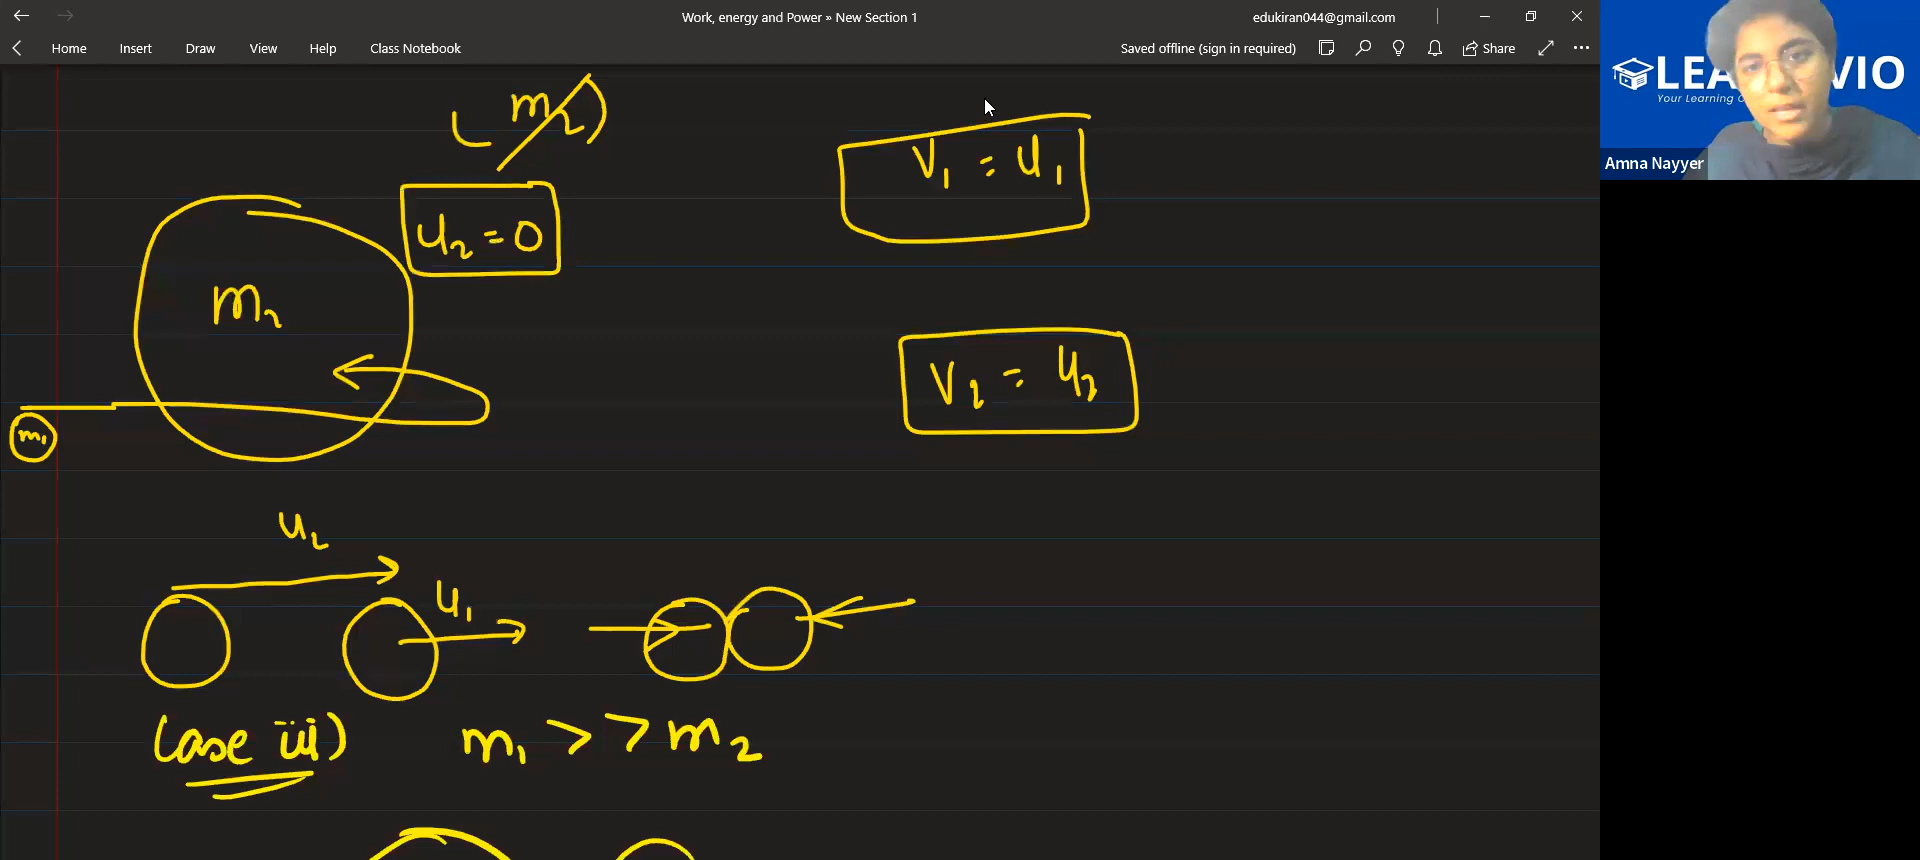 Work, energy and Power » New Section 1
edukiran044@gmail.com
Home Insert Draw View Help Class Notebook
Saved offline (sign in required)
Share
Your Learning
Amna Nayyer
( m2)
V1 = u1
u2 = 0
m2
V2 = u2
m1
u2
u1
Case iii) m1 > > m2